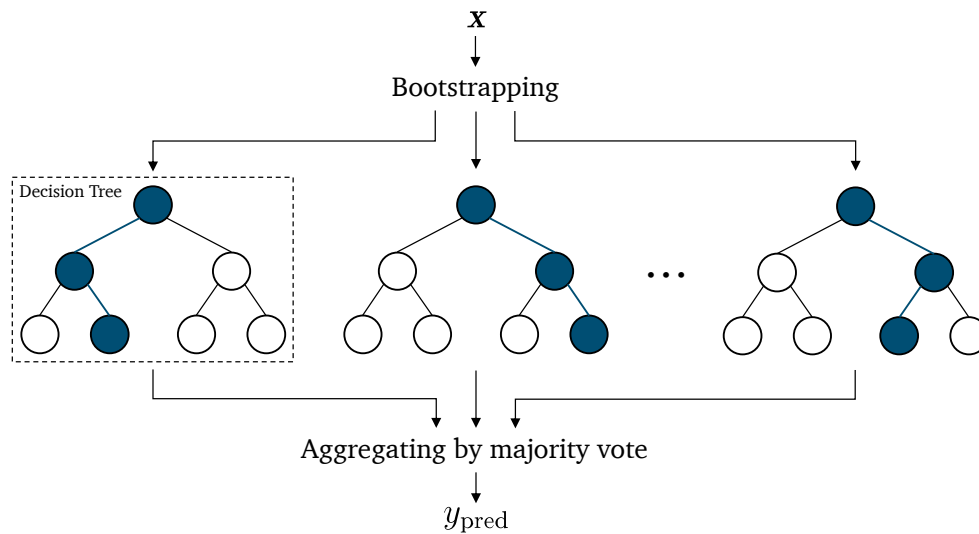 x
Bootstrapping
Decision Tree
...
Aggregating by majority vote
y_pred